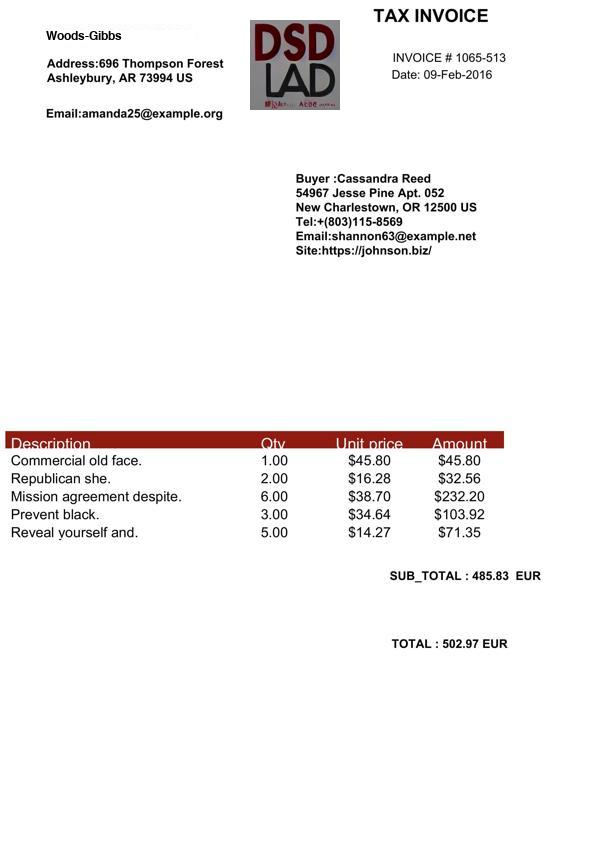 TAX INVOICE
Woods-Gibbs
INVOICE # 1065-513
Address:696 Thompson Forest
Ashleybury, AR 73994 US
Date: 09-Feb-2016
Email:amanda25@example.org
DSD
LAD
Buyer :Cassandra Reed
54967 Jesse Pine Apt. 052
New Charlestown, OR 12500 US
Tel:+(803)115-8569
Email:shannon63@example.net
Site:https://johnson.biz/
Description Qty Unit price Amount
Commercial old face. 1.00 $45.80 $45.80
Republican she. 2.00 $16.28 $32.56
Mission agreement despite. 6.00 $38.70 $232.20
Prevent black. 3.00 $34.64 $103.92
Reveal yourself and. 5.00 $14.27 $71.35
SUB_TOTAL : 485.83 EUR
TOTAL : 502.97 EUR